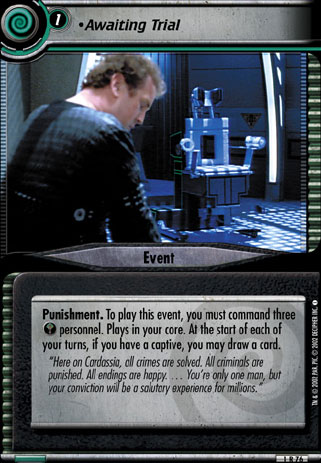 1
•Awaiting Trial
Event
Punishment. To play this event, you must command three
personnel. Plays in your core. At the start of each of
your turns, if you have a captive, you may draw a card.
"Here on Cardassia, all crimes are solved. All criminals are
punished. All endings are happy. ... You're only one man, but
your conviction will be a salutary experience for millions."
TM & © 2002 PAR. PIC. © 2002 DECIPHER INC.
1 R 76